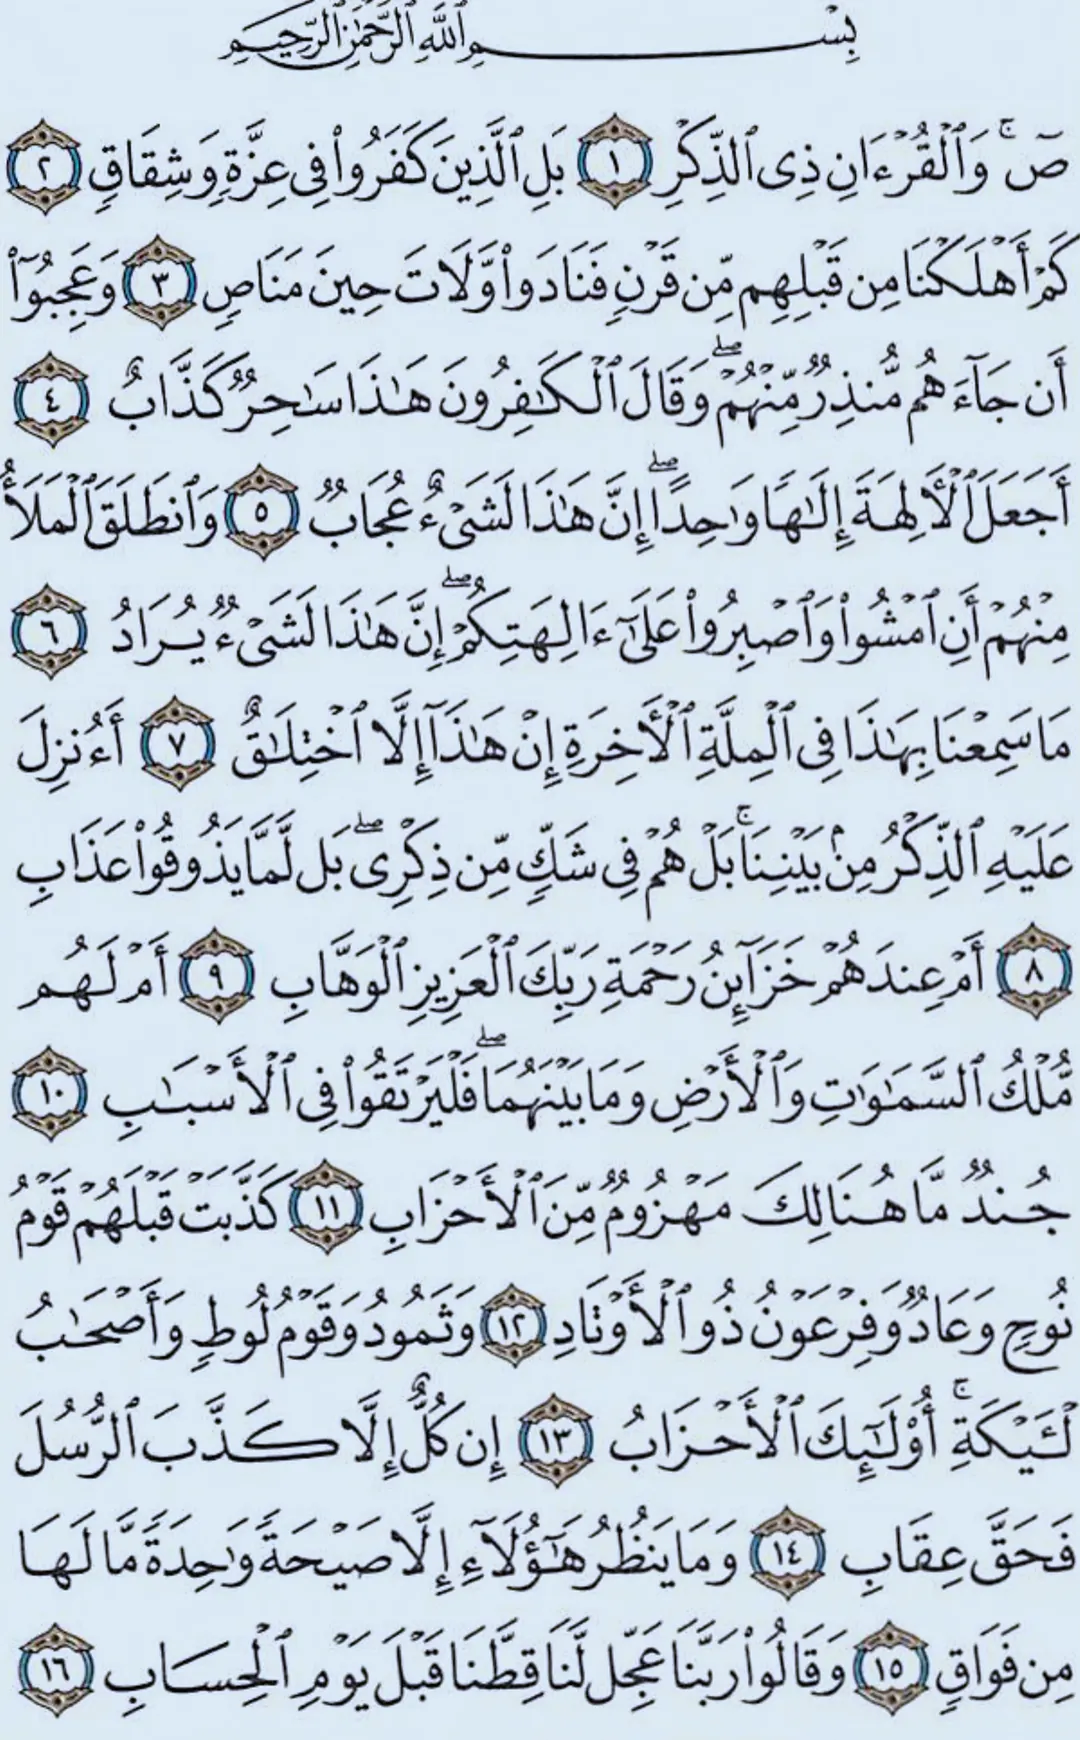 بِسْمِ ٱللَّهِ ٱلرَّحْمَٰنِ ٱلرَّحِيمِ
صٓ ۚ وَٱلْقُرْءَانِ ذِى ٱلذِّكْرِ ١ بَلِ ٱلَّذِينَ كَفَرُوا۟ فِى عِزَّةٍ وَشِقَاقٍ ٢
كَمْ أَهْلَكْنَا مِن قَبْلِهِم مِّن قَرْنٍ فَنَادَوا۟ وَّلَاتَ حِينَ مَنَاصٍ ٣ وَعَجِبُوٓا۟
أَن جَآءَهُم مُّنذِرٌ مِّنْهُمْ ۖ وَقَالَ ٱلْكَٰفِرُونَ هَٰذَا سَٰحِرٌ كَذَّابٌ ٤
أَجَعَلَ ٱلْأَلِهَةَ إِلَٰهًا وَٰحِدًا ۖ إِنَّ هَٰذَا لَشَىْءٌ عُجَابٌ ٥ وَٱنطَلَقَ ٱلْمَلَأُ
مِنْهُمْ أَنِ ٱمْشُوا۟ وَٱصْبِرُوا۟ عَلَىٰٓ ءَالِهَتِكُمْ ۖ إِنَّ هَٰذَا لَشَىْءٌ يُرَادُ ٦
مَا سَمِعْنَا بِهَٰذَا فِى ٱلْمِلَّةِ ٱلْأَخِرَةِ إِنْ هَٰذَآ إِلَّا ٱخْتِلَٰقٌ ٧ أَءُنزِلَ
عَلَيْهِ ٱلذِّكْرُ مِنۢ بَيْنِنَا ۚ بَلْ هُمْ فِى شَكٍّ مِّن ذِكْرِى ۖ بَل لَّمَّا يَذُوقُوا۟ عَذَابِ
٨ أَمْ عِندَهُمْ خَزَآئِنُ رَحْمَةِ رَبِّكَ ٱلْعَزِيزِ ٱلْوَهَّابِ ٩ أَمْ لَهُم
مُّلْكُ ٱلسَّمَٰوَٰتِ وَٱلْأَرْضِ وَمَا بَيْنَهُمَا ۖ فَلْيَرْتَقُوا۟ فِى ٱلْأَسْبَٰبِ ١٠
جُندٌ مَّا هُنَالِكَ مَهْزُومٌ مِّنَ ٱلْأَحْزَابِ ١١ كَذَّبَتْ قَبْلَهُمْ قَوْمُ
نُوحٍ وَعَادٌ وَفِرْعَوْنُ ذُو ٱلْأَوْتَادِ ١٢ وَثَمُودُ وَقَوْمُ لُوطٍ وَأَصْحَٰبُ
لْـَٔيْكَةِ ۚ أُو۟لَٰٓئِكَ ٱلْأَحْزَابُ ١٣ إِن كُلٌّ إِلَّا كَذَّبَ ٱلرُّسُلَ
فَحَقَّ عِقَابِ ١٤ وَمَا يَنظُرُ هَٰٓؤُلَآءِ إِلَّا صَيْحَةً وَٰحِدَةً مَّا لَهَا
مِن فَوَاقٍ ١٥ وَقَالُوا۟ رَبَّنَا عَجِّل لَّنَا قِطَّنَا قَبْلَ يَوْمِ ٱلْحِسَابِ ١٦